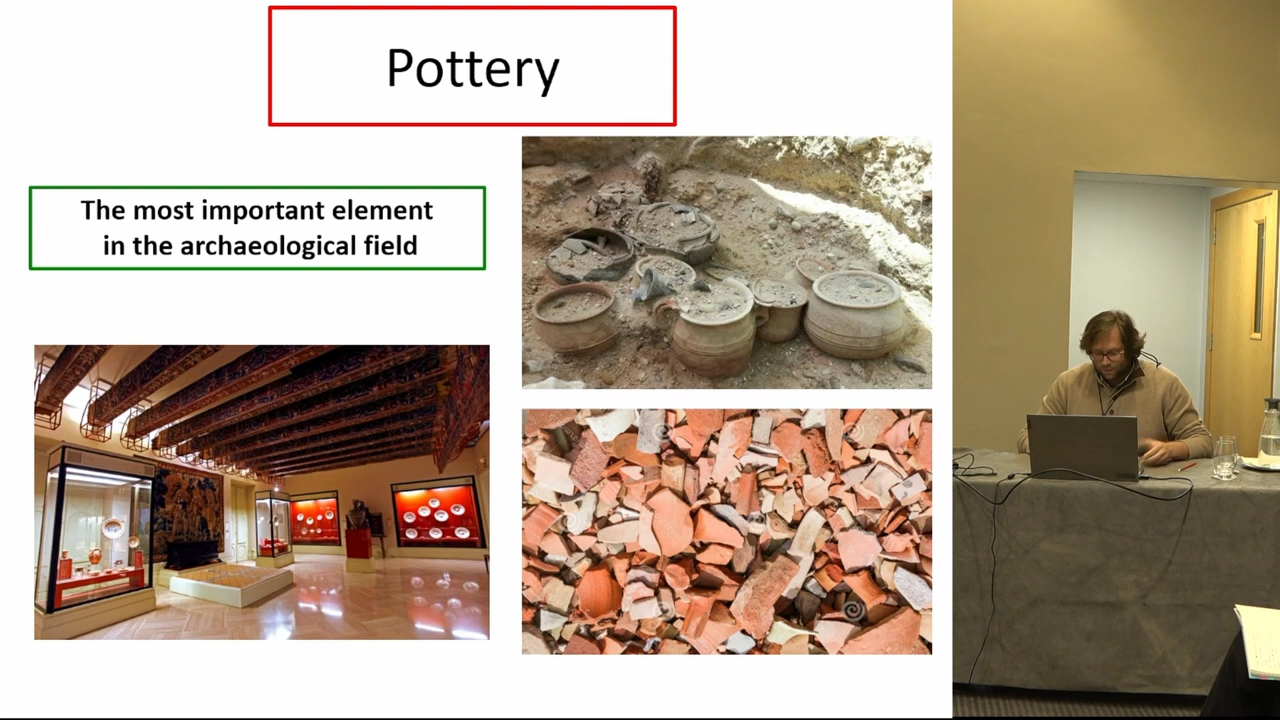 Pottery
The most important element
in the archaeological field